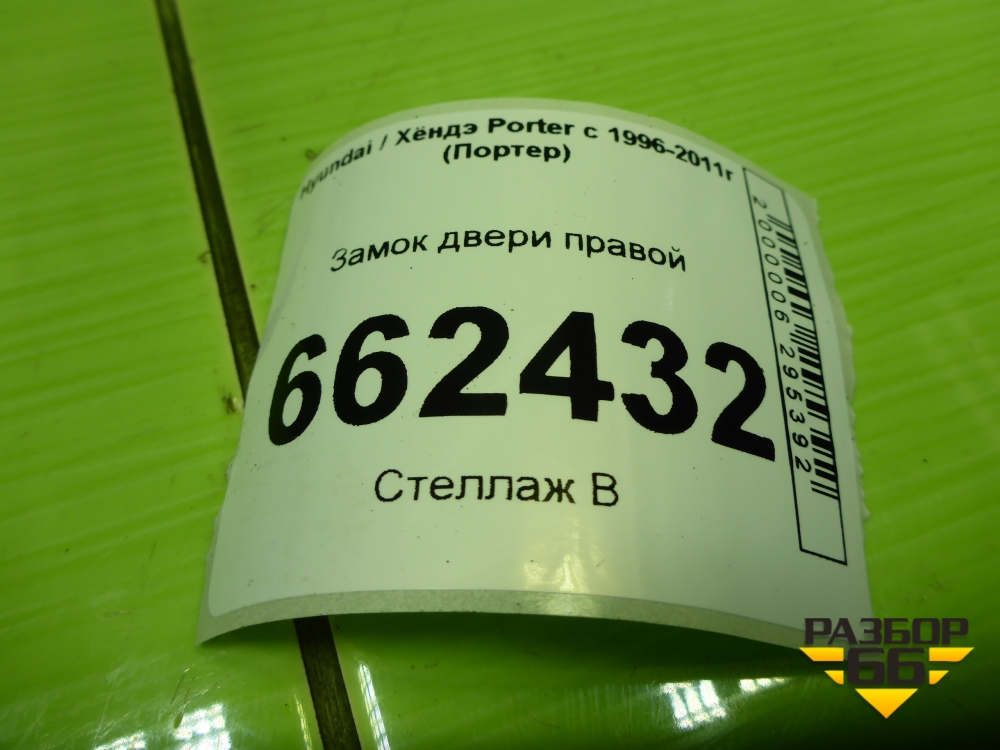 Hyundai / Хёндэ Porter с 1996-2011г
(Портер)
Замок двери правой
662432
Стеллаж В
2000006295392
РАЗБОР
66